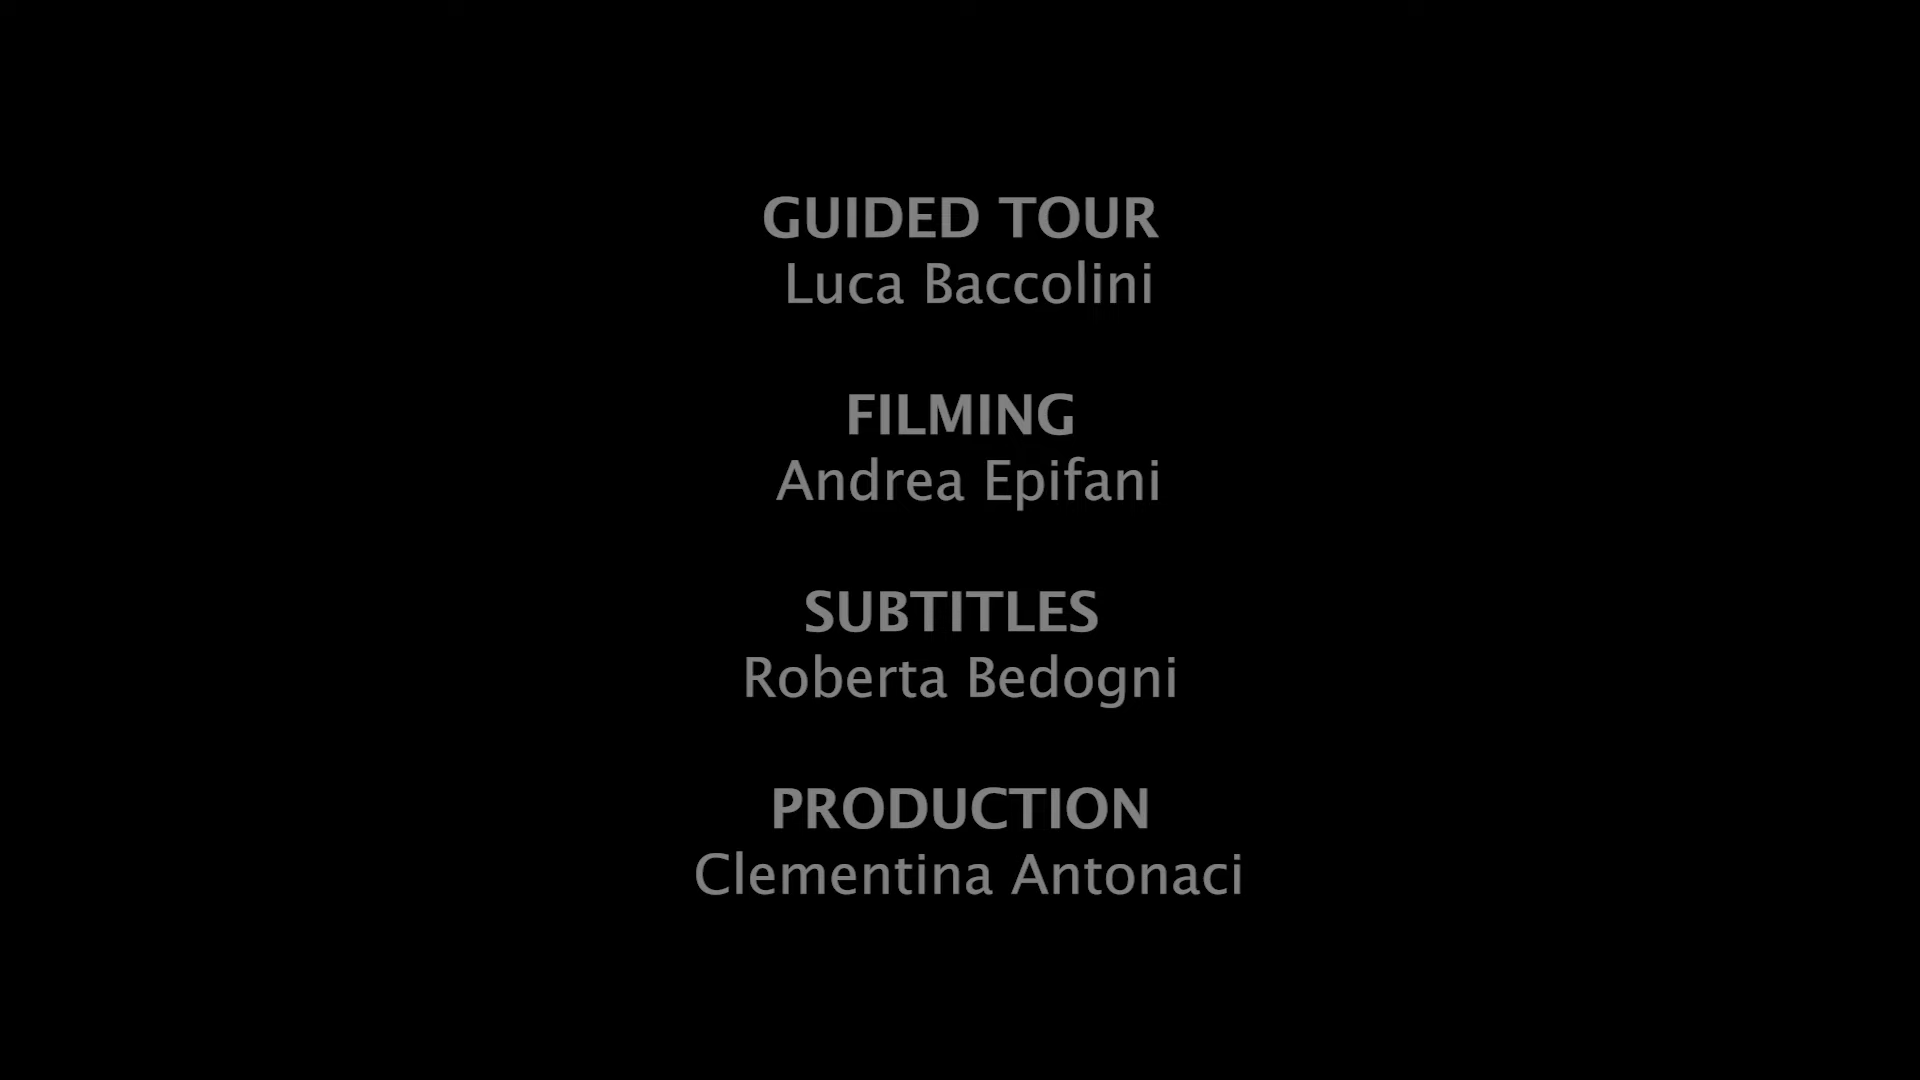 GUIDED TOUR
Luca Baccolini
FILMING
Andrea Epifani
SUBTITLES
Roberta Bedogni
PRODUCTION
Clementina Antonaci